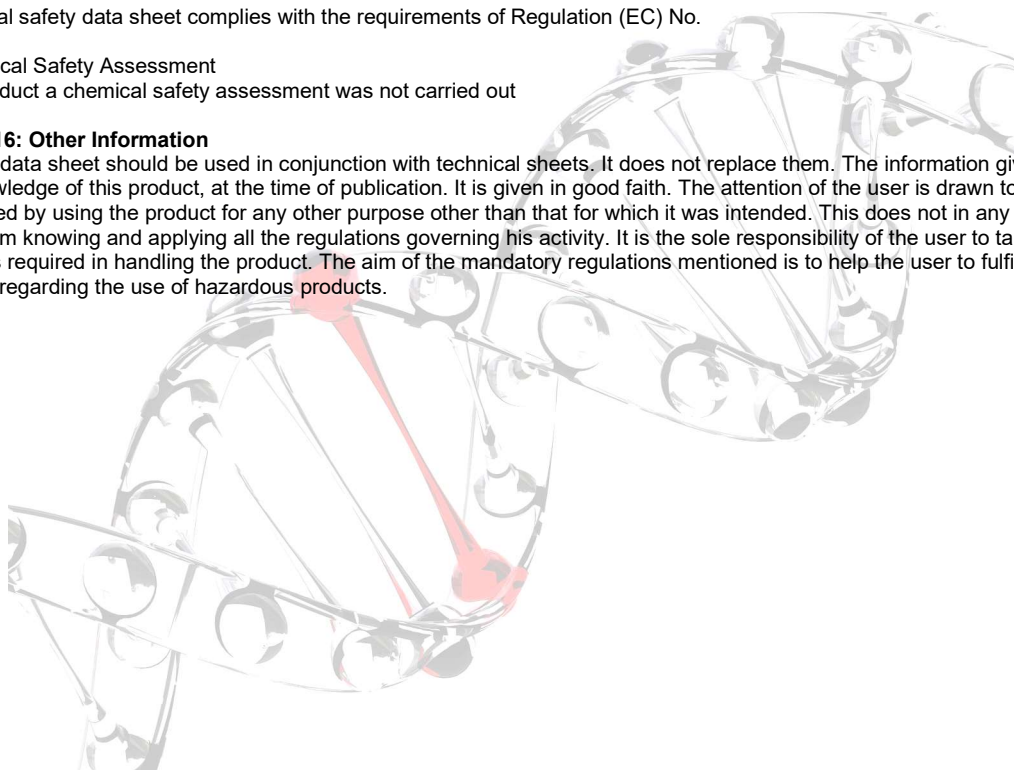 al safety data sheet complies with the requirements of Regulation (EC) No.
cal Safety Assessment
duct a chemical safety assessment was not carried out
6: Other Information
data sheet should be used in conjunction with technical sheets. It does not replace them. The information gi
wledge of this product, at the time of publication. It is given in good faith. The attention of the user is drawn to
ed by using the product for any other purpose other than that for which it was intended. This does not in any
m knowing and applying all the regulations governing his activity. It is the sole responsibility of the user to ta
s required in handling the product. The aim of the mandatory regulations mentioned is to help the user to fulfi
regarding the use of hazardous products.